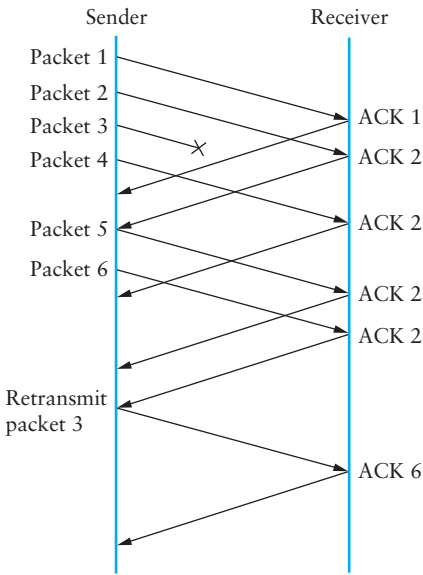 Sender
Receiver
Packet 1
Packet 2
Packet 3
Packet 4
Packet 5
Packet 6
Retransmit
packet 3
ACK 1
ACK 2
ACK 2
ACK 2
ACK 2
ACK 6